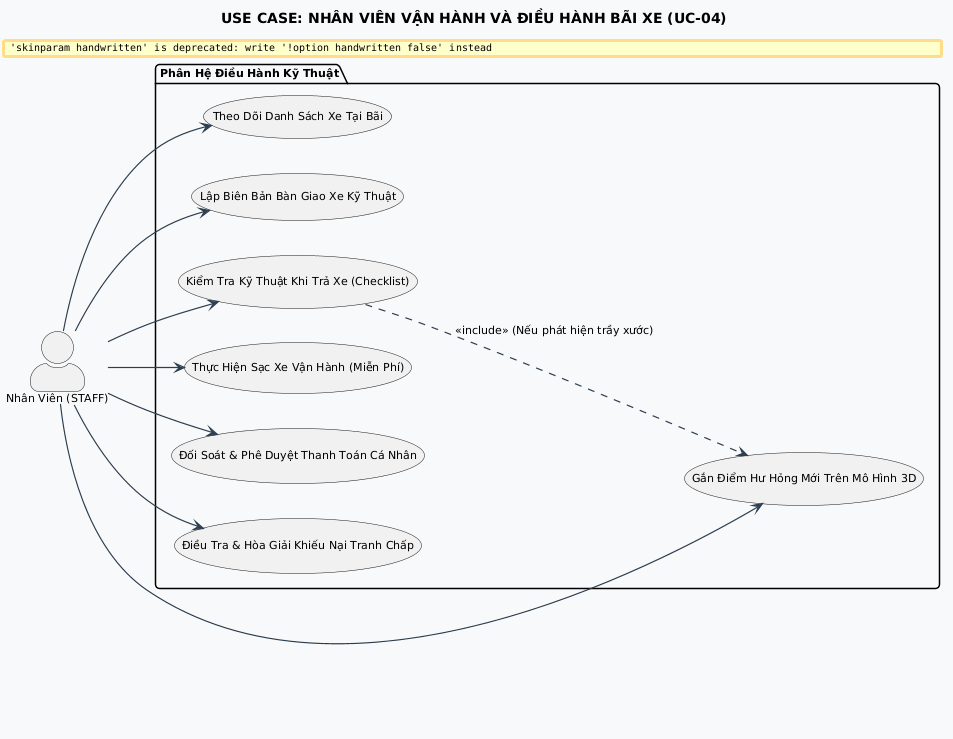 USE CASE: NHÂN VIÊN VẬN HÀNH VÀ ĐIỀU HÀNH BÃI XE (UC-04)
'skinparam handwritten' is deprecated: write '!option handwritten false' instead
Phân Hệ Điều Hành Kỹ Thuật
Theo Dõi Danh Sách Xe Tại Bãi
Lập Biên Bản Bàn Giao Xe Kỹ Thuật
Kiểm Tra Kỹ Thuật Khi Trả Xe (Checklist)
«include» (Nếu phát hiện trầy xước)
Thực Hiện Sạc Xe Vận Hành (Miễn Phí)
Nhân Viên (STAFF)
Đối Soát & Phê Duyệt Thanh Toán Cá Nhân
Gắn Điểm Hư Hỏng Mới Trên Mô Hình 3D
Điều Tra & Hòa Giải Khiếu Nại Tranh Chấp